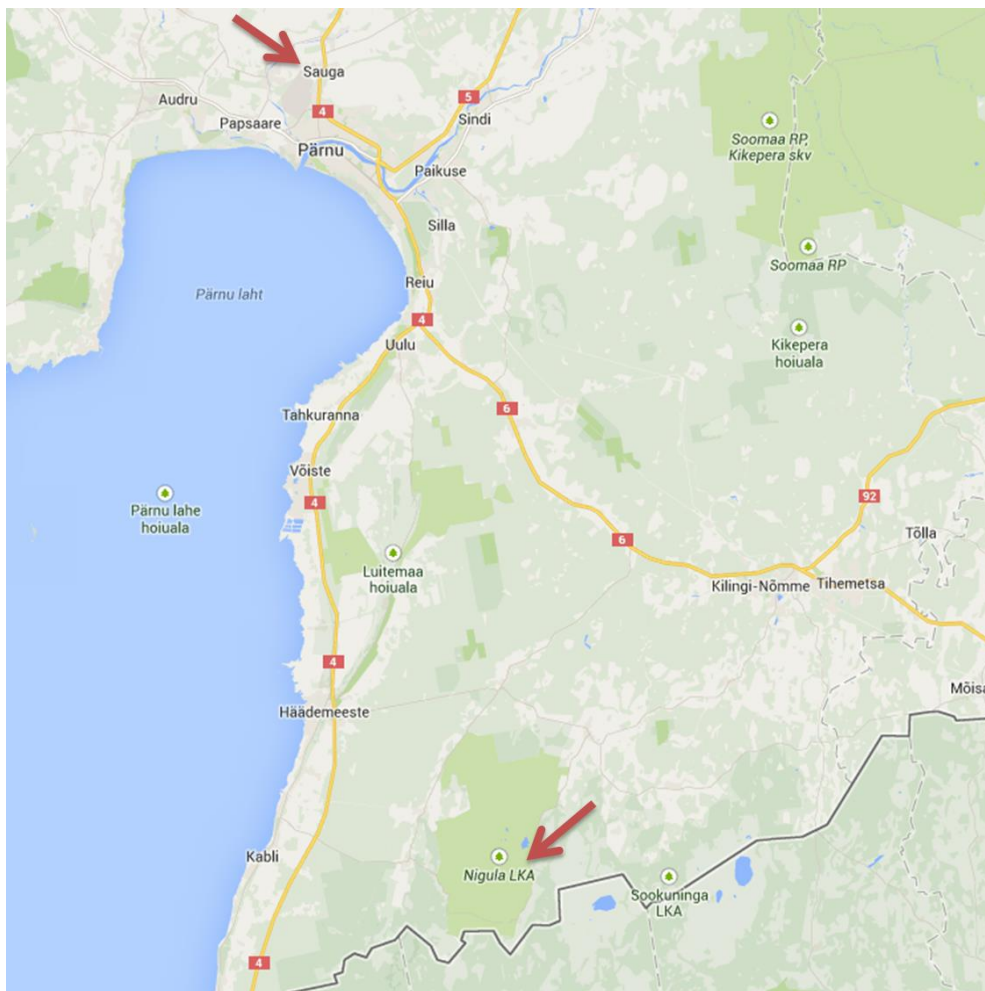 Sauga
Audru
4
5
Papsaare
Sindi
Pärnu
Soomaa RP,
Kikepera skv
Paikuse
Silla
Soomaa RP
Reiu
Pärnu laht
4
Kikepera
hoiuala
Uulu
6
Tahkuranna
Võiste
Pärnu lahe
hoiuala
4
92
Tõlla
6
Luitemaa
hoiuala
Kilingi-Nõmme
Tihemetsa
4
Mõisa
Häädemeeste
Kabli
Nigula LKA
Sookuninga
LKA
4